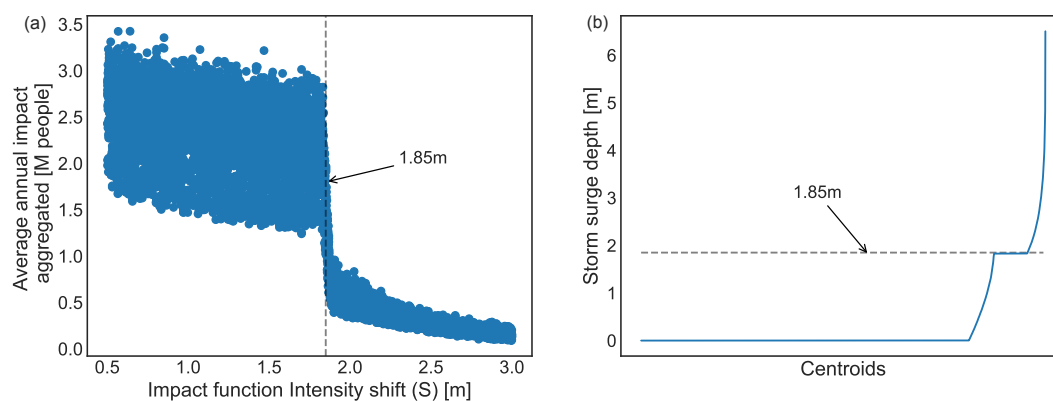 (a)
3.5
3.0
2.5
2.0
1.5
1.0
0.5
0.0
Average annual impact
aggregated [M people]
1.85m
0.5 1.0 1.5 2.0 2.5 3.0
Impact function Intensity shift (S) [m]
(b)
6
5
4
3
2
1
0
Storm surge depth [m]
1.85m
Centroids